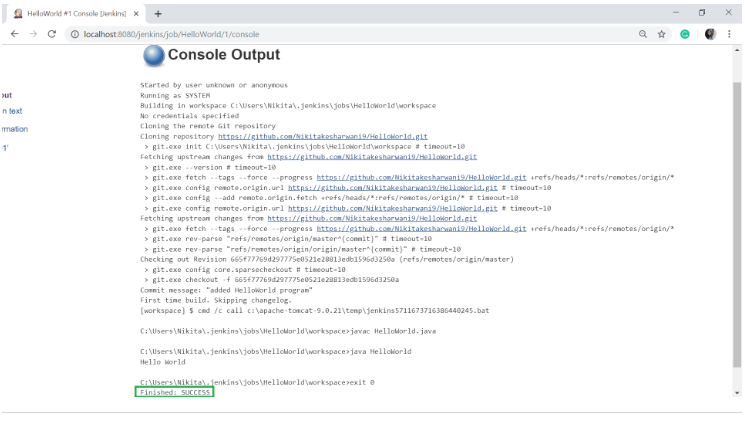 HelloWorld #1 Console [Jenkins]
localhost:8080/jenkins/job/HelloWorld/1/console
Console Output
Started by user unknown or anonymous
Running as SYSTEM
Building in workspace C:\Users\Nikita\.jenkins\jobs\HelloWorld\workspace
No credentials specified
Cloning the remote Git repository
Cloning repository https://github.com/Nikitakesharwani9/HelloWorld.git
> git.exe init C:\Users\Nikita\.jenkins\jobs\HelloWorld\workspace # timeout=10
Fetching upstream changes from https://github.com/Nikitakesharwani9/HelloWorld.git
> git.exe --version # timeout=10
> git.exe fetch --tags --force --progress https://github.com/Nikitakesharwani9/HelloWorld.git +refs/heads/*:refs/remotes/origin/*
> git.exe config remote.origin.url https://github.com/Nikitakesharwani9/HelloWorld.git # timeout=10
> git.exe config --add remote.origin.fetch +refs/heads/*:refs/remotes/origin/* # timeout=10
> git.exe config remote.origin.url https://github.com/Nikitakesharwani9/HelloWorld.git # timeout=10
Fetching upstream changes from https://github.com/Nikitakesharwani9/HelloWorld.git
> git.exe fetch --tags --force --progress https://github.com/Nikitakesharwani9/HelloWorld.git +refs/heads/*:refs/remotes/origin/*
> git.exe rev-parse "refs/remotes/origin/master^{commit}" # timeout=10
> git.exe rev-parse "refs/remotes/origin/origin/master^{commit}" # timeout=10
Checking out Revision 665f77769d297775e0521e28813edb1596d3250a (refs/remotes/origin/master)
> git.exe config core.sparsecheckout # timeout=10
> git.exe checkout -f 665f77769d297775e0521e28813edb1596d3250a
Commit message: "added HelloWorld program"
First time build. Skipping changelog.
[workspace] $ cmd /c call c:\apache-tomcat-9.0.21\temp\jenkins5711673716386440245.bat
C:\Users\Nikita\.jenkins\jobs\HelloWorld\workspace>javac HelloWorld.java
C:\Users\Nikita\.jenkins\jobs\HelloWorld\workspace>java HelloWorld
Hello World
C:\Users\Nikita\.jenkins\jobs\HelloWorld\workspace>exit 0
Finished: SUCCESS
out
n text
rmation